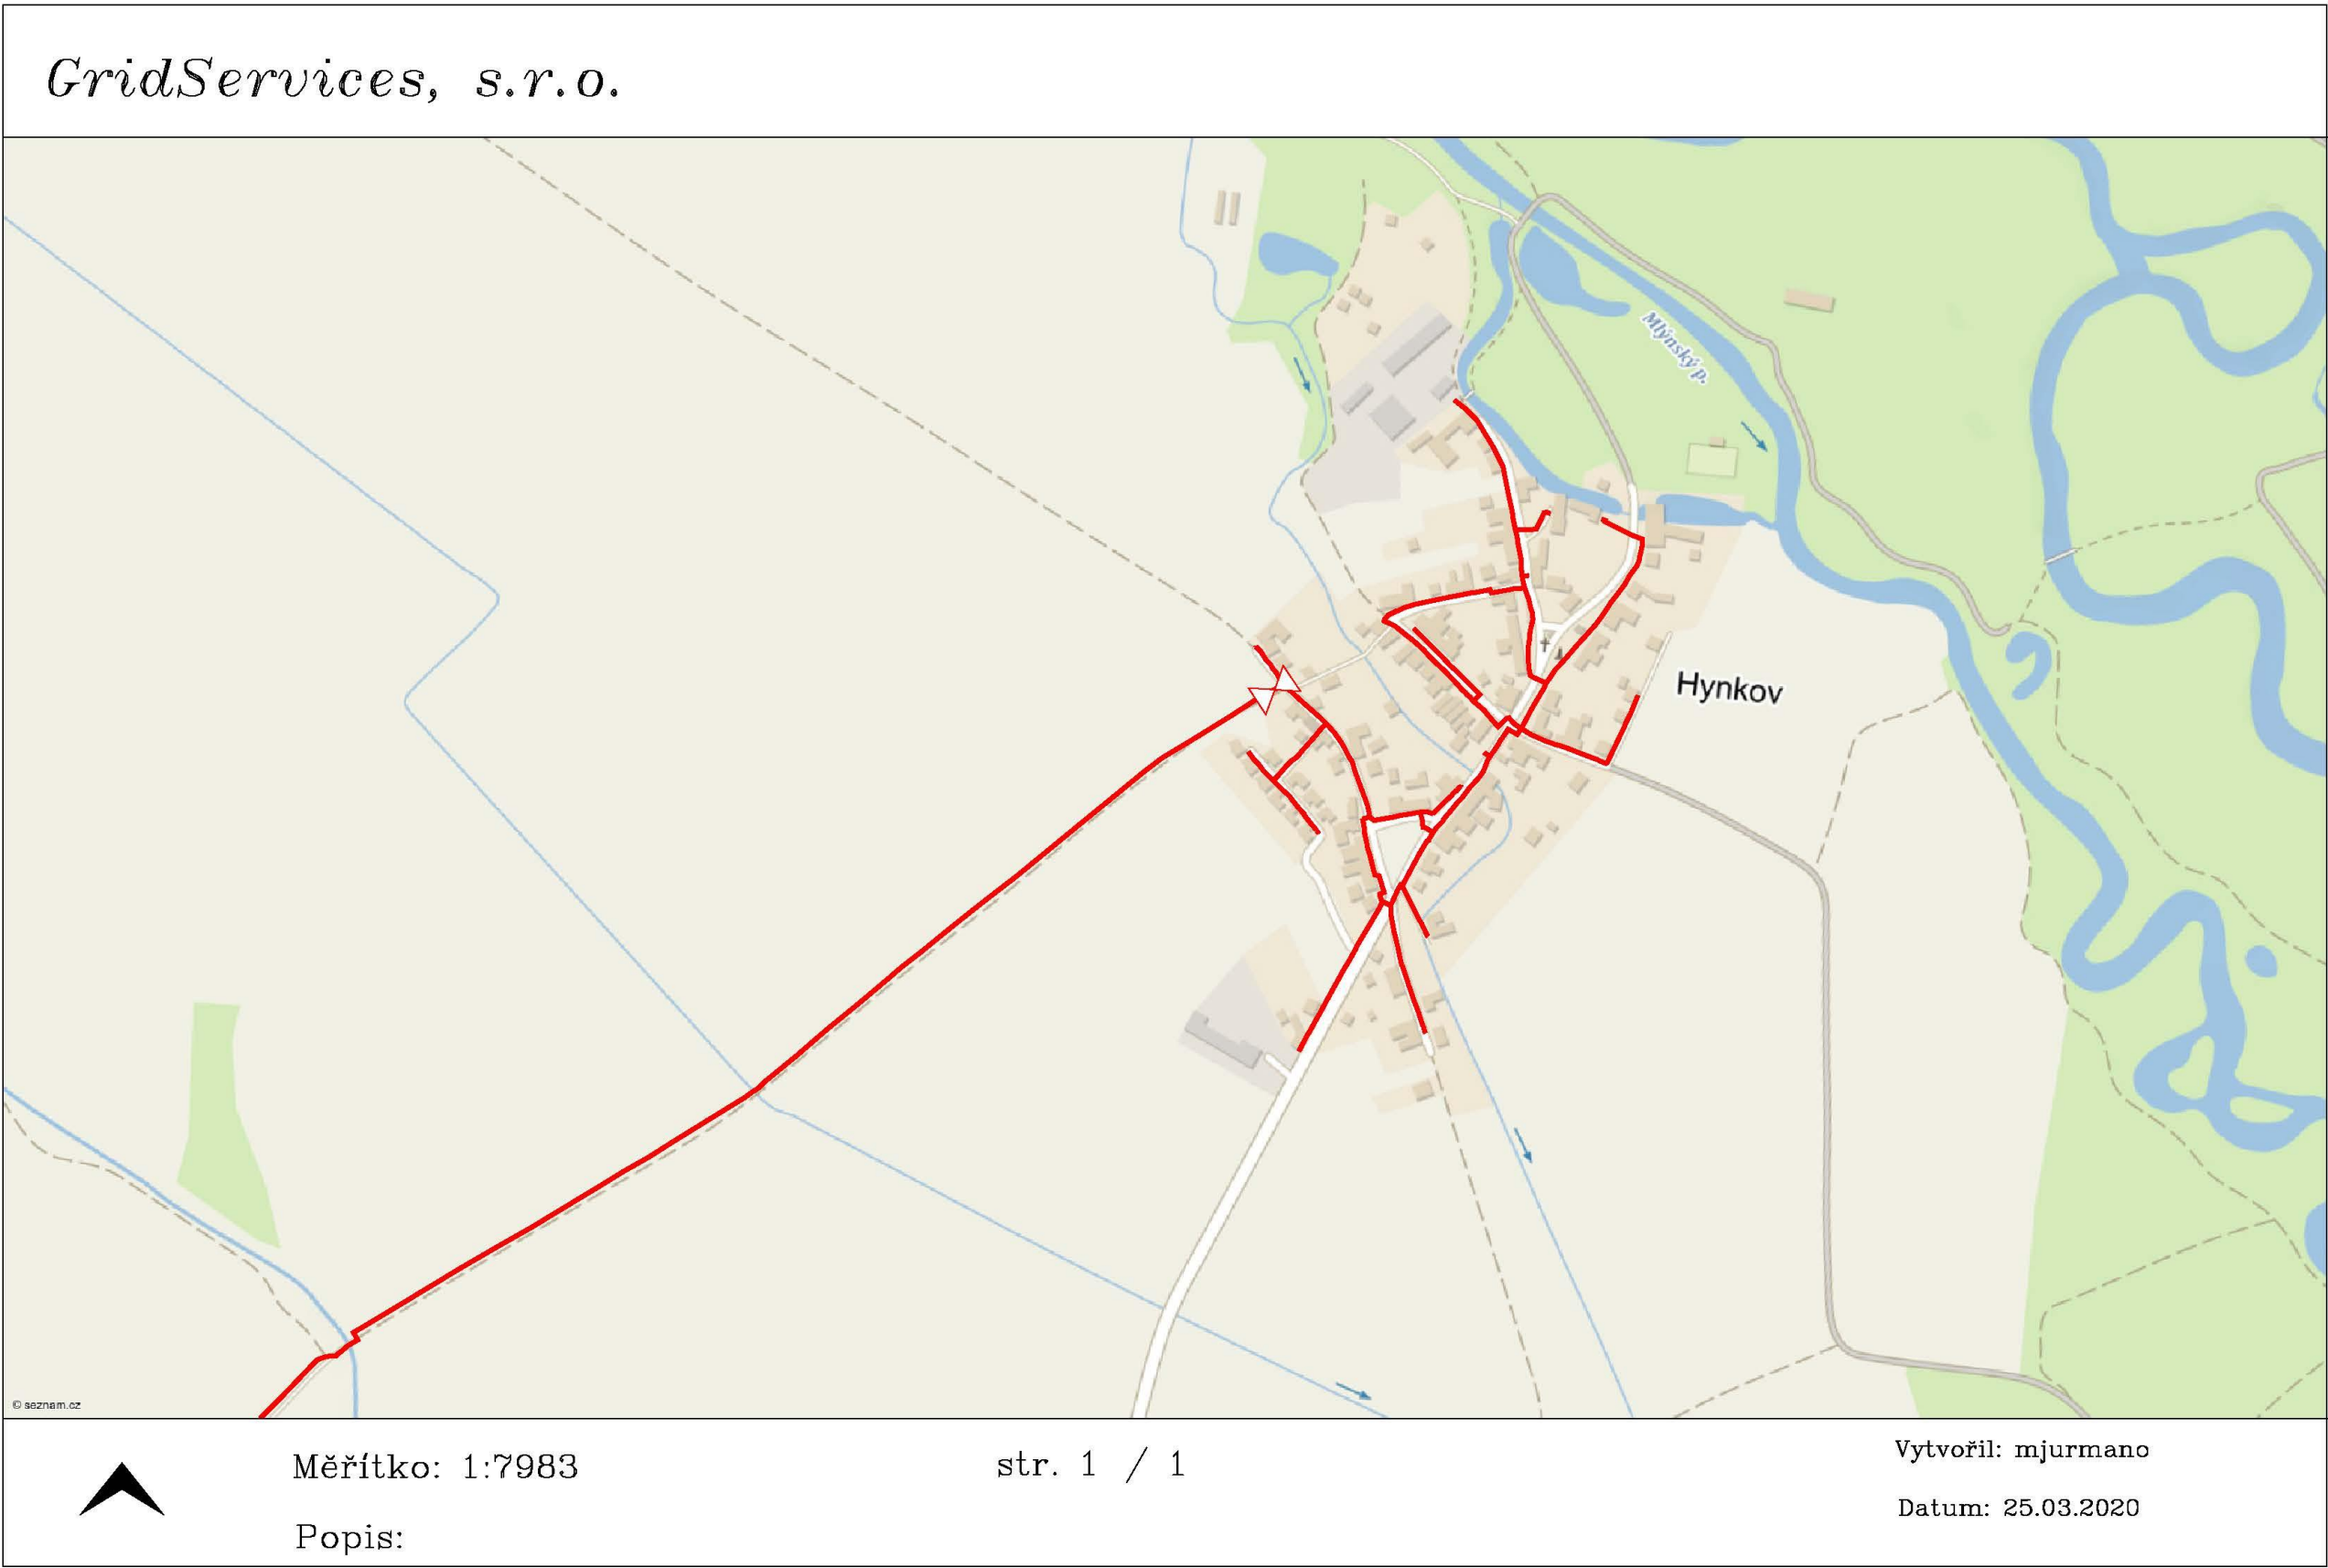 GridServices, s.r.o.
Mlýnský p.
Hynkov
© seznam.cz
Měřítko: 1:7983
str. 1 / 1
Vytvořil: mjurmano
Datum: 25.03.2020
Popis: